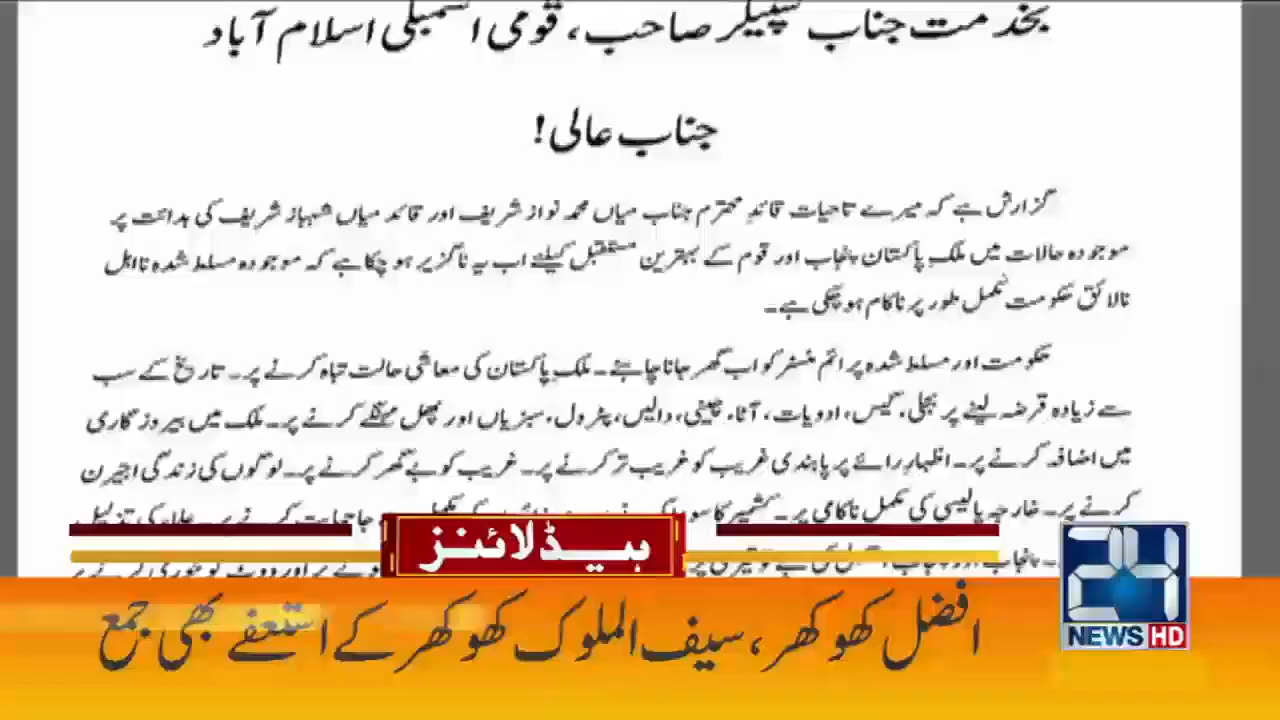 بخدمت جناب سپیکر صاحب، قومی اسمبلی اسلام آباد
جناب عالی!
گزارش ہے کہ میرے تاحیات قائدِ محترم جناب میاں محمد نواز شریف اور قائد میاں شہباز شریف کی ہدائت پر
موجودہ حالات میں ملک پاکستان پنجاب اور قوم کے بہترین مستقبل کیلئے اب یہ ناگزیر ہو چکا ہے کہ موجودہ مسلط شدہ نااہل
نالائق حکومت مکمل طور پر ناکام ہو چکی ہے۔
حکومت اور مسلط شدہ پرائم منسٹر کو اب گھر جانا چاہئے۔ ملک پاکستان کی معاشی حالت تباہ کرنے پر۔ تاریخ کے سب
سے زیادہ قرضہ لینے پر بجلی، گیس، ادویات، آٹا، چینی، دالیں، پٹرول، سبزیاں اور پھل مہنگے کرنے پر۔ ملک میں بیروزگاری
میں اضافہ کرنے پر۔ اظہارِ رائے پر پابندی غریب کو غریب تر کرنے پر۔ غریب کو بے گھر کرنے پر۔ لوگوں کی زندگی اجیرن
کرنے پر۔ خارجہ پالیسی کی مکمل ناکامی پر۔ کشمیر کا
ہیڈلائنز
افضل کھوکھر، سیف الملوک کھوکھر کے استعفے بھی جمع
24
NEWS HD